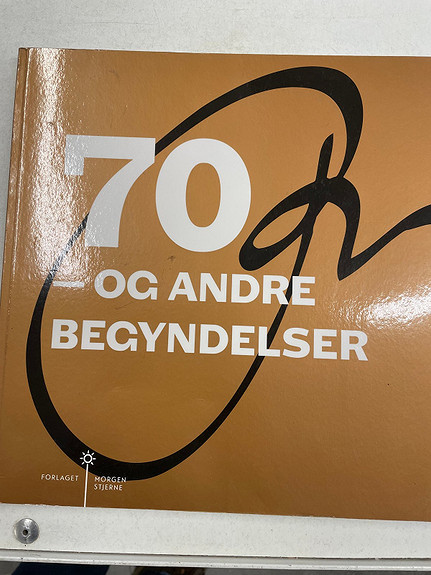 70
– OG ANDRE
BEGYNDELSER
FORLAGET MORGEN
STJERNE